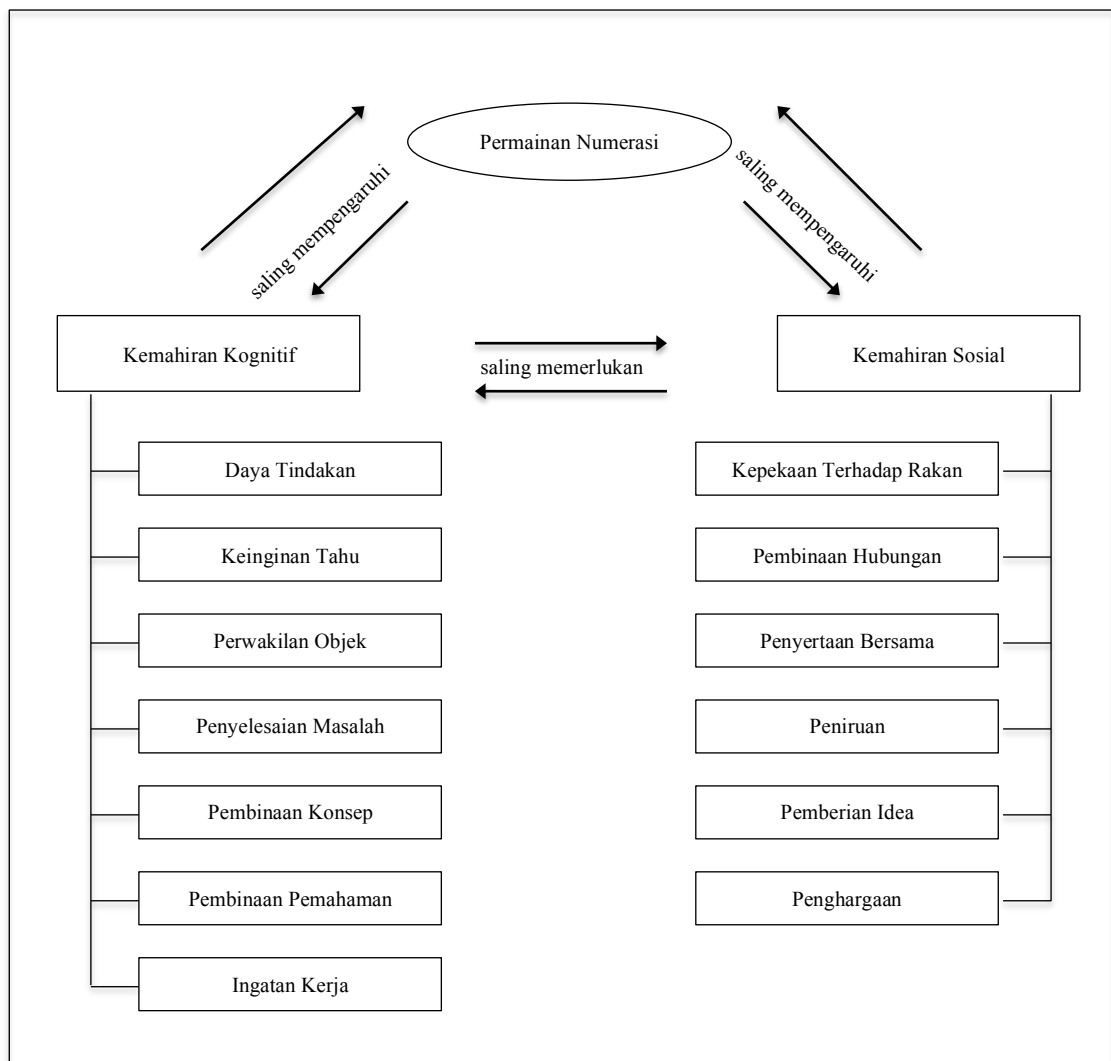 Permainan Numerasi
saling mempengaruhi
saling mempengaruhi
Kemahiran Kognitif
saling memerlukan
Kemahiran Sosial
Daya Tindakan
Keinginan Tahu
Perwakilan Objek
Penyelesaian Masalah
Pembinaan Konsep
Pembinaan Pemahaman
Ingatan Kerja
Kepekaan Terhadap Rakan
Pembinaan Hubungan
Penyertaan Bersama
Peniruan
Pemberian Idea
Penghargaan